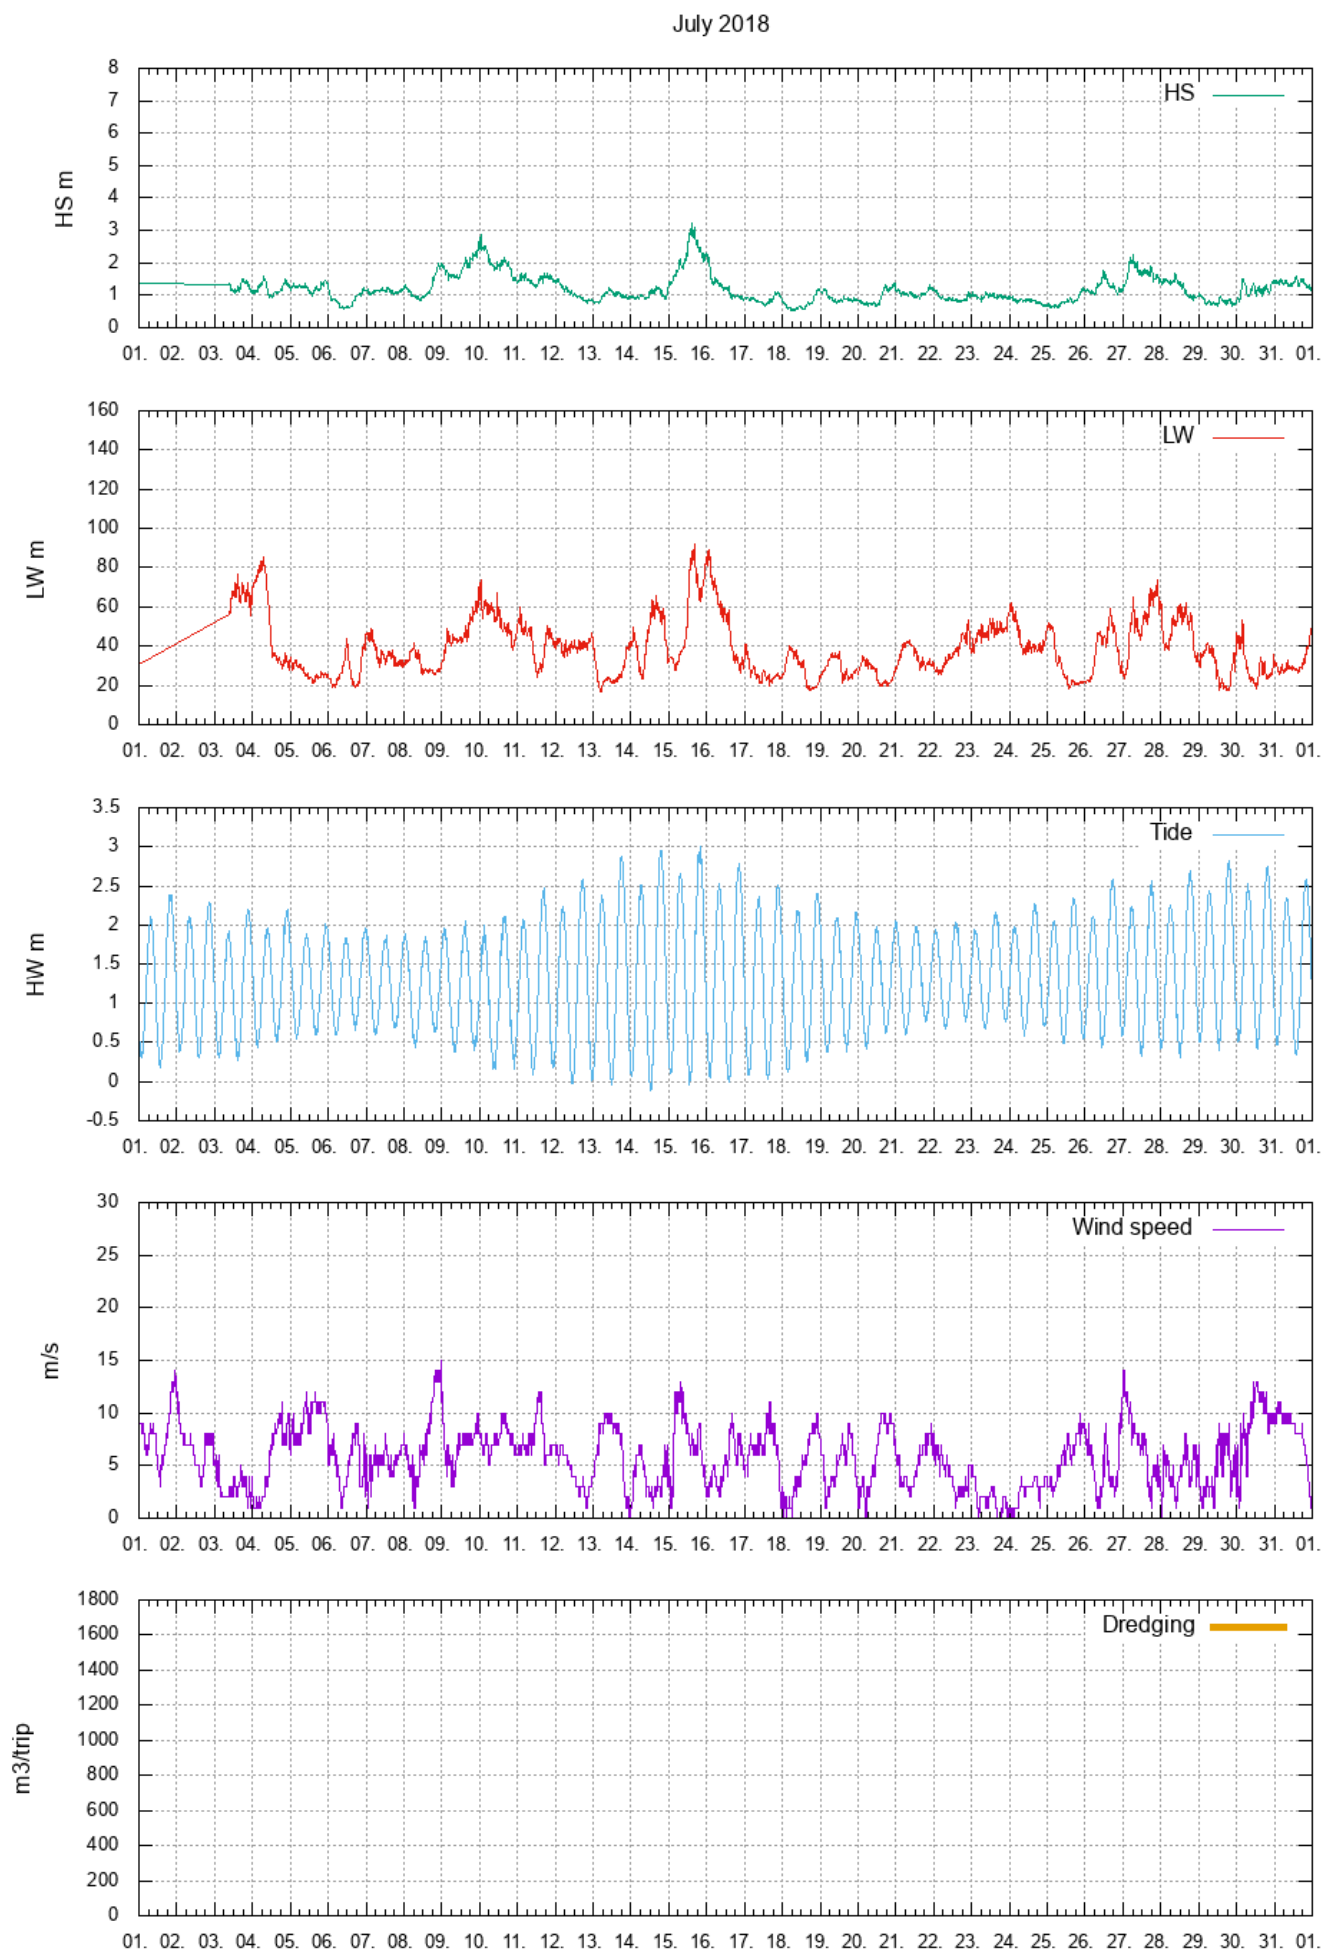 July 2018
HS m
8
7
6
5
4
3
2
1
0
HS
01. 02. 03. 04. 05. 06. 07. 08. 09. 10. 11. 12. 13. 14. 15. 16. 17. 18. 19. 20. 21. 22. 23. 24. 25. 26. 27. 28. 29. 30. 31. 01.
LW m
160
140
120
100
80
60
40
20
0
LW
01. 02. 03. 04. 05. 06. 07. 08. 09. 10. 11. 12. 13. 14. 15. 16. 17. 18. 19. 20. 21. 22. 23. 24. 25. 26. 27. 28. 29. 30. 31. 01.
HW m
3.5
3
2.5
2
1.5
1
0.5
0
-0.5
Tide
01. 02. 03. 04. 05. 06. 07. 08. 09. 10. 11. 12. 13. 14. 15. 16. 17. 18. 19. 20. 21. 22. 23. 24. 25. 26. 27. 28. 29. 30. 31. 01.
m/s
30
25
20
15
10
5
0
Wind speed
01. 02. 03. 04. 05. 06. 07. 08. 09. 10. 11. 12. 13. 14. 15. 16. 17. 18. 19. 20. 21. 22. 23. 24. 25. 26. 27. 28. 29. 30. 31. 01.
m3/trip
1800
1600
1400
1200
1000
800
600
400
200
0
Dredging
01. 02. 03. 04. 05. 06. 07. 08. 09. 10. 11. 12. 13. 14. 15. 16. 17. 18. 19. 20. 21. 22. 23. 24. 25. 26. 27. 28. 29. 30. 31. 01.